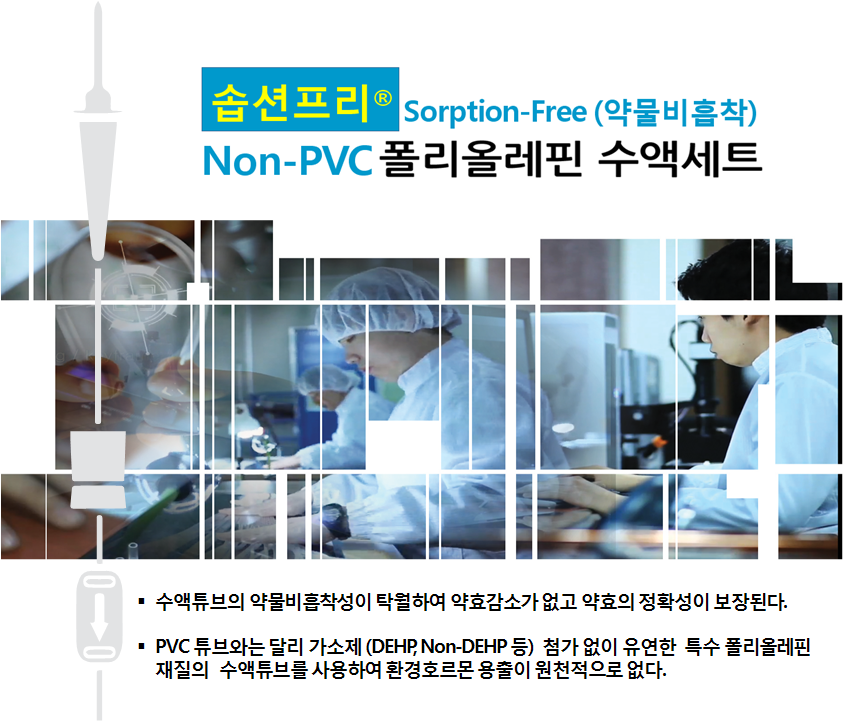 솝션프리® Sorption-Free (약물비흡착)
Non-PVC 폴리올레핀 수액세트
▪ 수액튜브의 약물비흡착성이 탁월하여 약효감소가 없고 약효의 정확성이 보장된다.
▪ PVC 튜브와는 달리 가소제 (DEHP, Non-DEHP 등) 첨가 없이 유연한 특수 폴리올레핀
재질의 수액튜브를 사용하여 환경호르몬 용출이 원천적으로 없다.